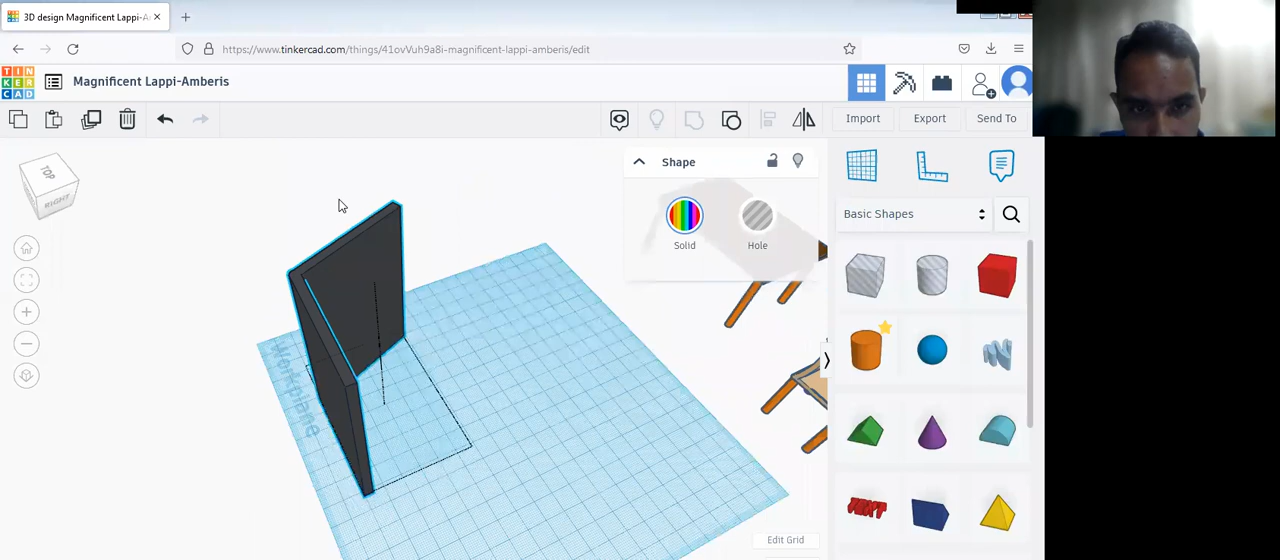 3D design Magnificent Lappi-A
https://www.tinkercad.com/things/41ovVuh9a8i-magnificent-lappi-amberis/edit
TIN
KER
CAD
Magnificent Lappi-Amberis
Import
Export
Send To
TOP
RIGHT
Shape
Solid
Hole
Basic Shapes
Workplane
TEXT
Edit Grid